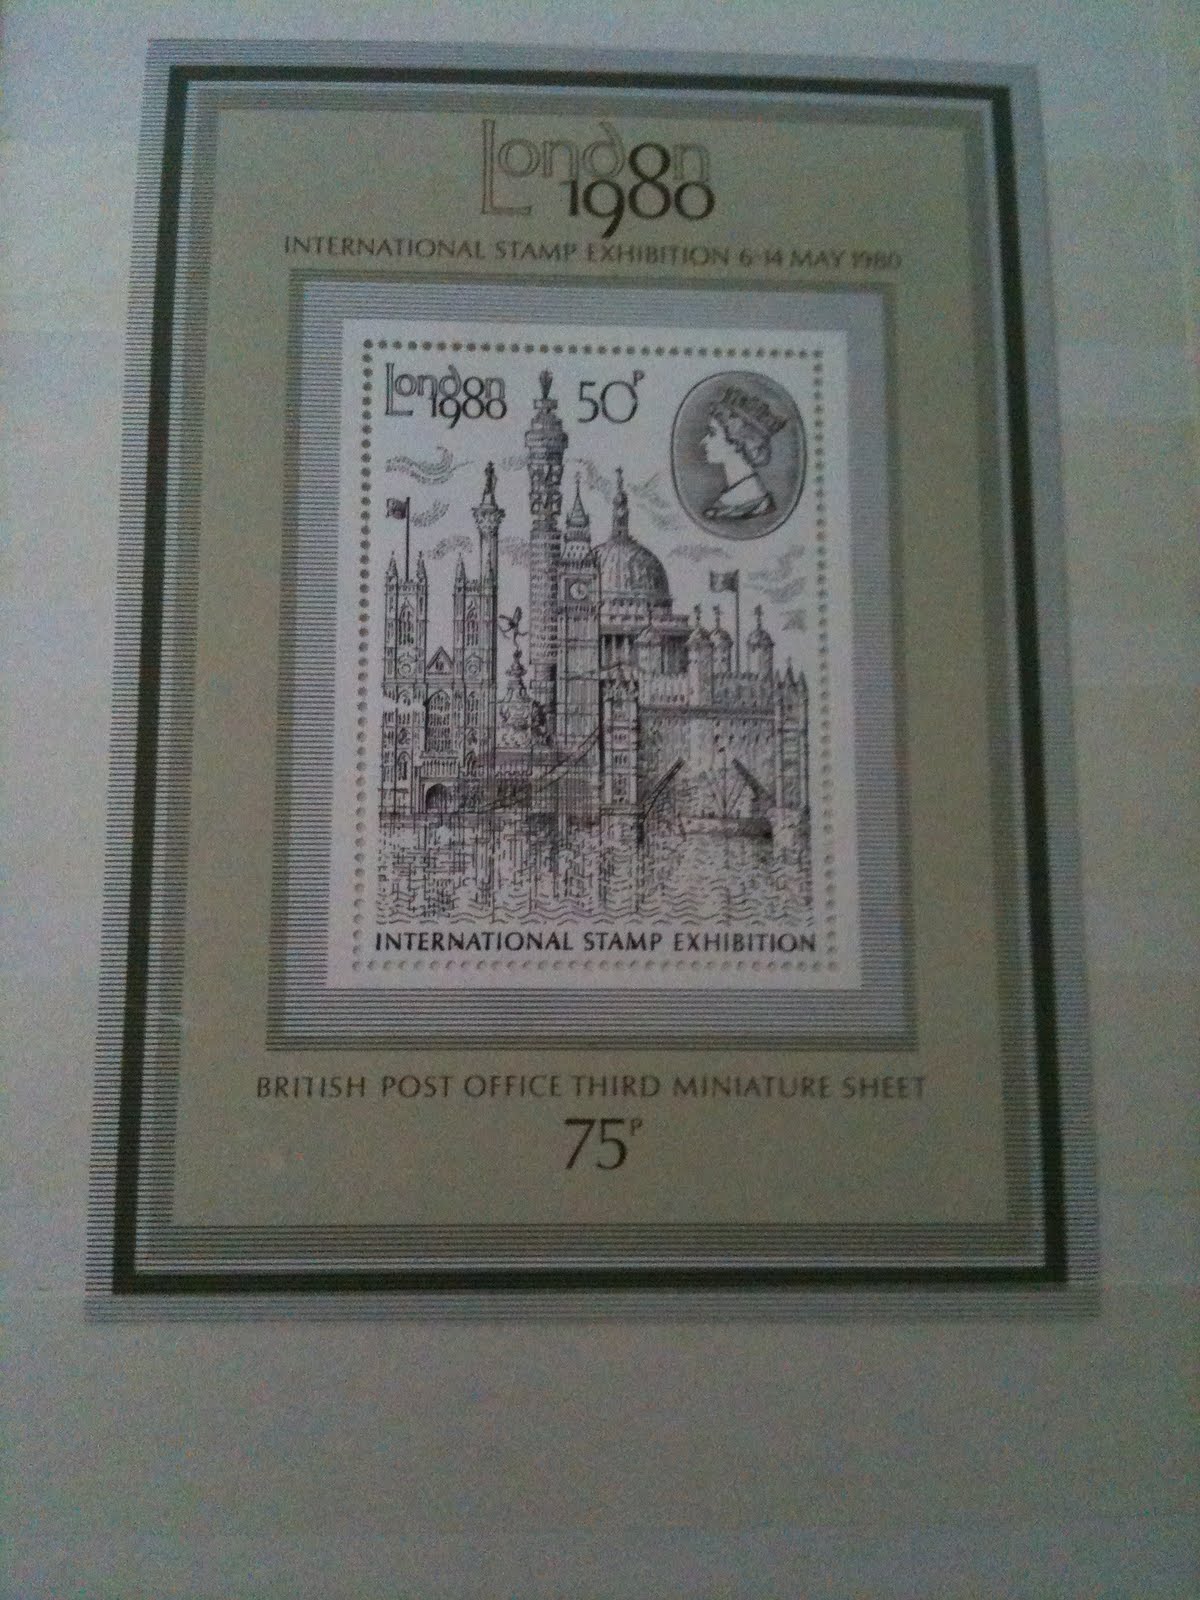 London
1980
INTERNATIONAL STAMP EXHIBITION 6-14 MAY 1980
London
1980
50P
INTERNATIONAL STAMP EXHIBITION
BRITISH POST OFFICE THIRD MINIATURE SHEET
75P